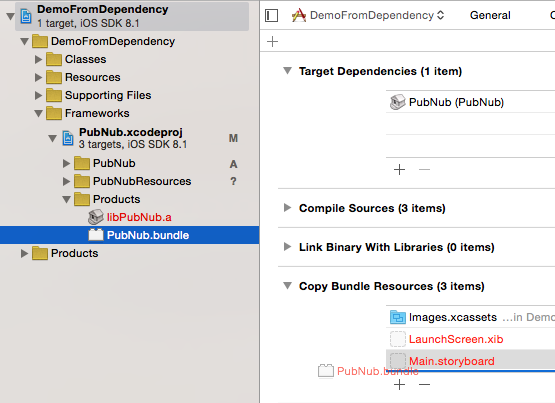 DemoFromDependency
1 target, iOS SDK 8.1
DemoFromDependency
Classes
Resources
Supporting Files
Frameworks
PubNub.xcodeproj M
3 targets, iOS SDK 8.1
PubNub A
PubNubResources ?
Products
libPubNub.a
PubNub.bundle
Products
DemoFromDependency General C
Target Dependencies (1 item)
PubNub (PubNub)
Compile Sources (3 items)
Link Binary With Libraries (0 items)
Copy Bundle Resources (3 items)
Images.xcassets ...in Demo
LaunchScreen.xib
Main.storyboard
PubNub.bundle